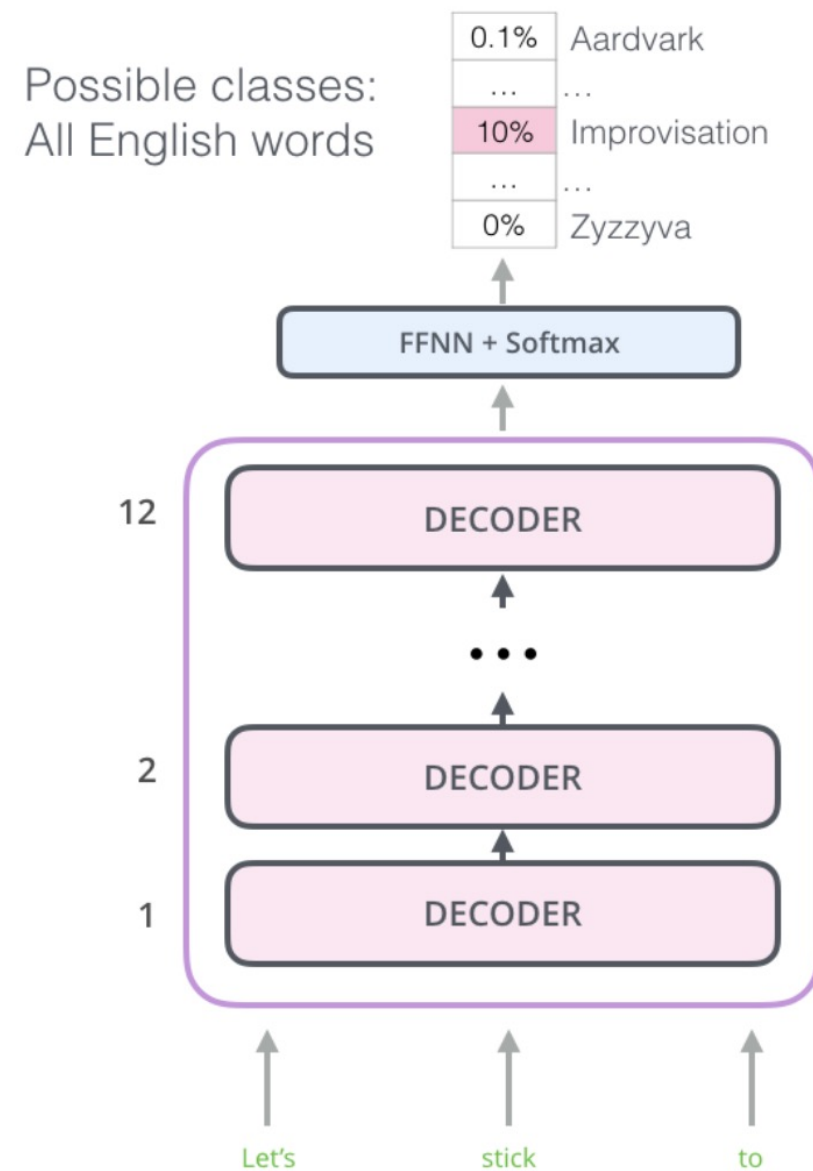 Possible classes:
All English words
0.1% Aardvark
... ...
10% Improvisation
... ...
0% Zyzzyva
FFNN + Softmax
12 DECODER
...
2 DECODER
1 DECODER
Let's stick to